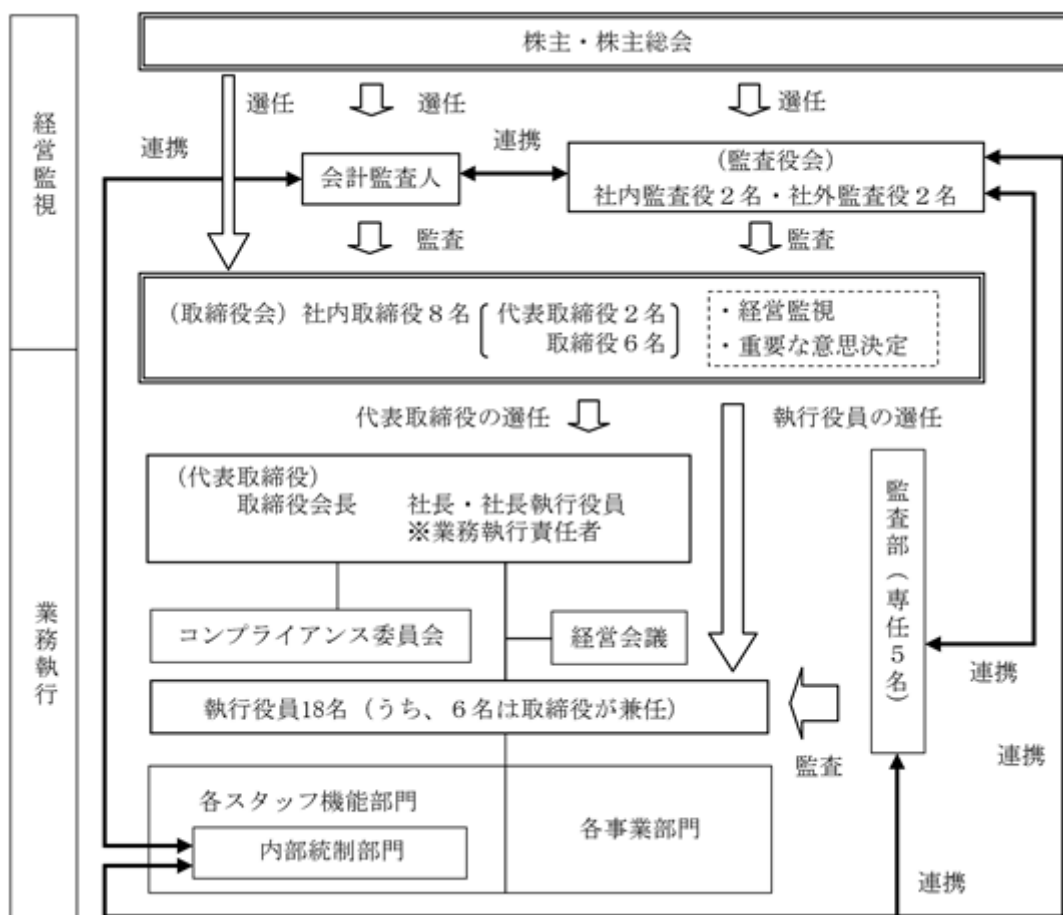 株主・株主総会
経営監視
選任
選任
選任
連携
連携
会計監査人
(監査役会)
社内監査役2名・社外監査役2名
監査
監査
(取締役会)社内取締役8名
代表取締役2名
取締役6名
・経営監視
・重要な意思決定
業務執行
代表取締役の選任
執行役員の選任
(代表取締役)
取締役会長 社長・社長執行役員
※業務執行責任者
監査部(専任5名)
コンプライアンス委員会
経営会議
連携
執行役員18名(うち、6名は取締役が兼任)
監査
連携
各スタッフ機能部門
内部統制部門
各事業部門
連携